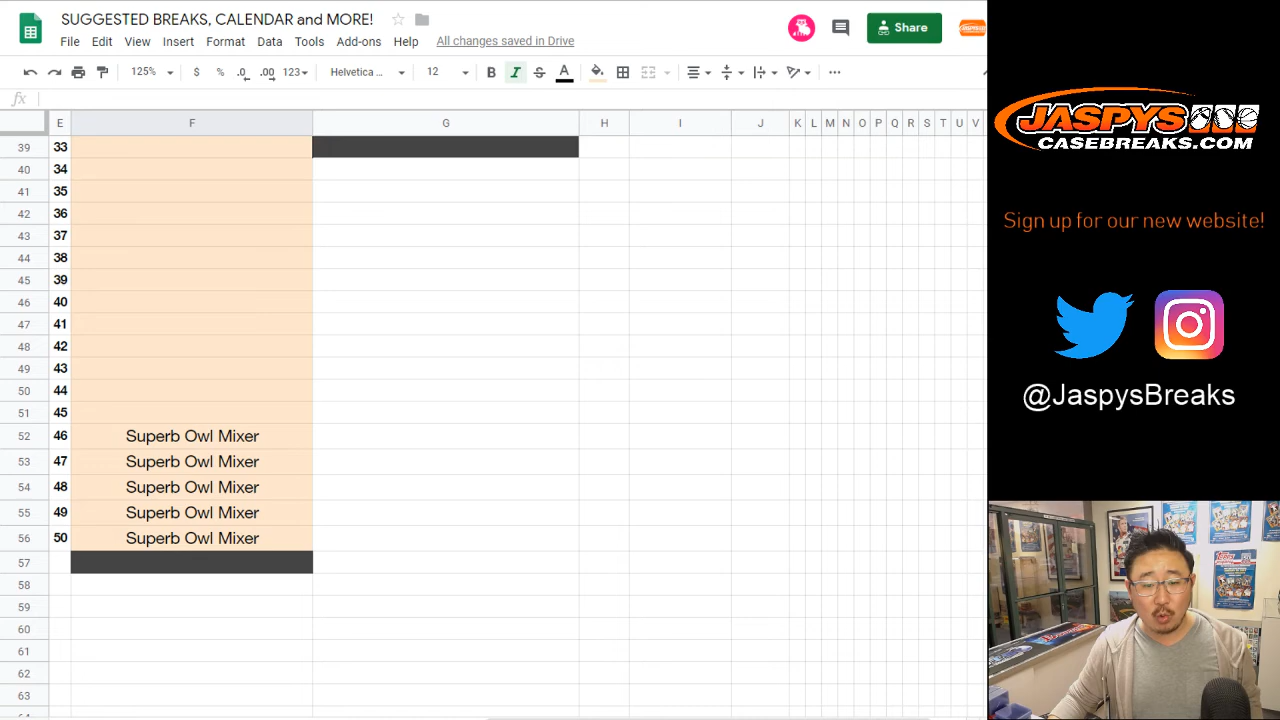 SUGGESTED BREAKS, CALENDAR and MORE!
File Edit View Insert Format Data Tools Add-ons Help All changes saved in Drive
Share
125% $ % .0 .00 123 Helvetica ... 12 B I S A
fx
E F G H I J K L M N O P Q R S T U V
39 33
40 34
41 35
42 36
43 37
44 38
45 39
46 40
47 41
48 42
49 43
50 44
51 45
52 46 Superb Owl Mixer
53 47 Superb Owl Mixer
54 48 Superb Owl Mixer
55 49 Superb Owl Mixer
56 50 Superb Owl Mixer
57
58
59
60
61
62
63
JASPYS
CASEBREAKS.COM
Sign up for our new website!
@JaspysBreaks